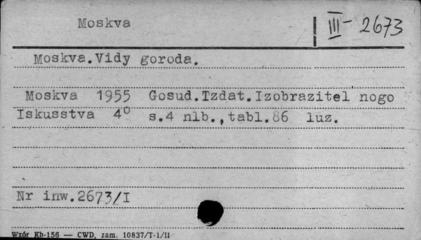 Moskva
III- 2673
Moskva.Vidy goroda.
Moskva 1955 Gosud.Izdat.Izobrazitel nogo
Iskusstva 4° s.4 nlb.,tabl.86 luz.
Nr inw.2673/I
Wzór Kb-156 — CWD, zam. 10837/T-1/II